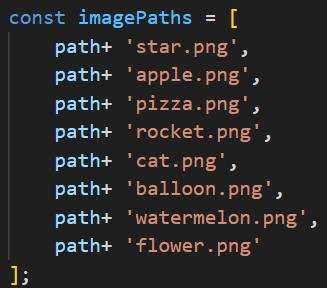 const imagePaths = [
path+ 'star.png',
path+ 'apple.png',
path+ 'pizza.png',
path+ 'rocket.png',
path+ 'cat.png',
path+ 'balloon.png',
path+ 'watermelon.png',
path+ 'flower.png'
];